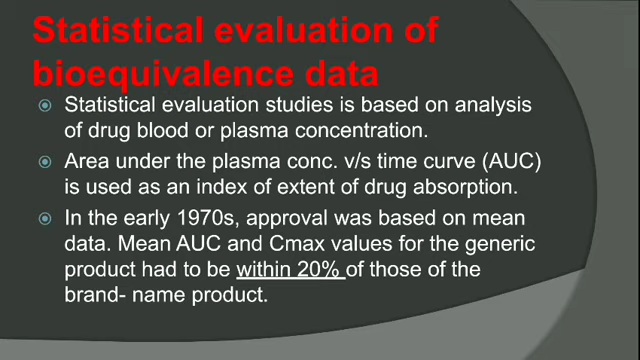 Statistical evaluation of
bioequivalence data
Statistical evaluation studies is based on analysis
of drug blood or plasma concentration.
Area under the plasma conc. v/s time curve (AUC)
is used as an index of extent of drug absorption.
In the early 1970s, approval was based on mean
data. Mean AUC and Cmax values for the generic
product had to be within 20% of those of the
brand- name product.